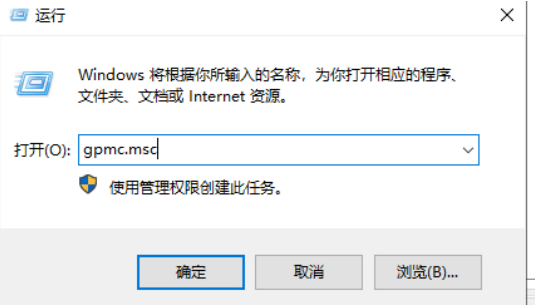 运行
Windows 将根据你所输入的名称，为你打开相应的程序、
文件夹、文档或 Internet 资源。
打开(O): gpmc.msc
使用管理权限创建此任务。
确定 取消 浏览(B)...